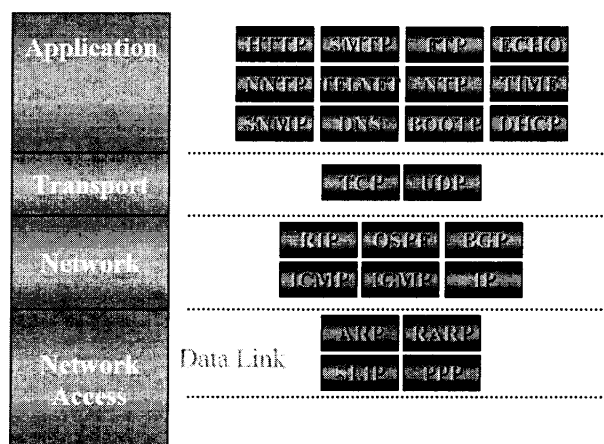 Application
HTTP SMTP FTP ECHO
NNTP TELNET NTP TIME
SNMP DNS BOOTP DHCP
Transport
TCP UDP
Network
RIP OSPF BGP
ICMP IGMP IP
Network
Access
Data Link
ARP RARP
SLIP PPP